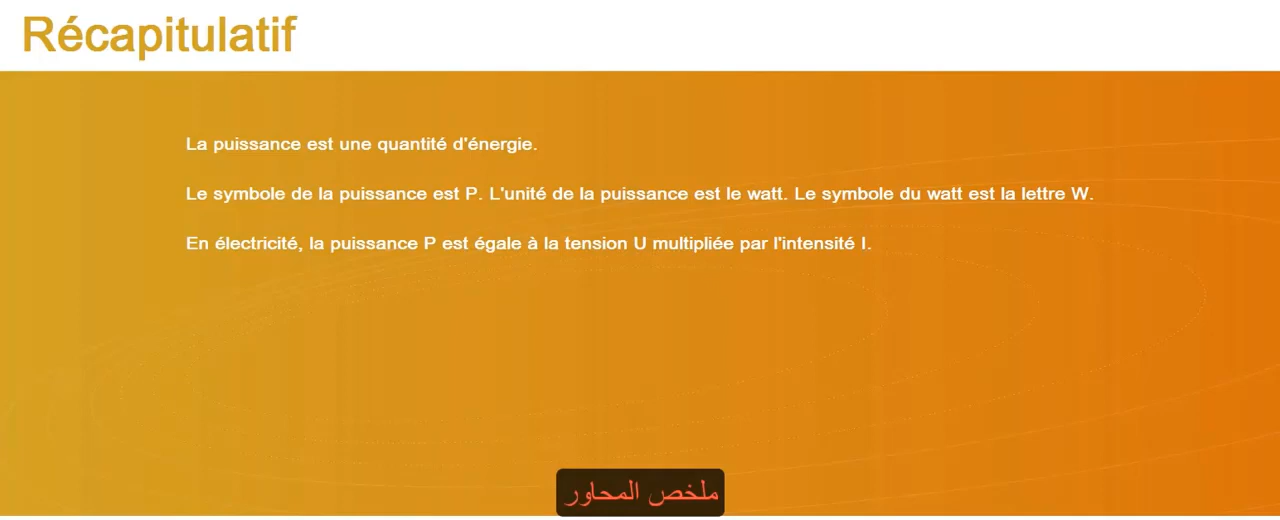 Récapitulatif
La puissance est une quantité d'énergie.
Le symbole de la puissance est P. L'unité de la puissance est le watt. Le symbole du watt est la lettre W.
En électricité, la puissance P est égale à la tension U multipliée par l'intensité I.
ملخص المحاور